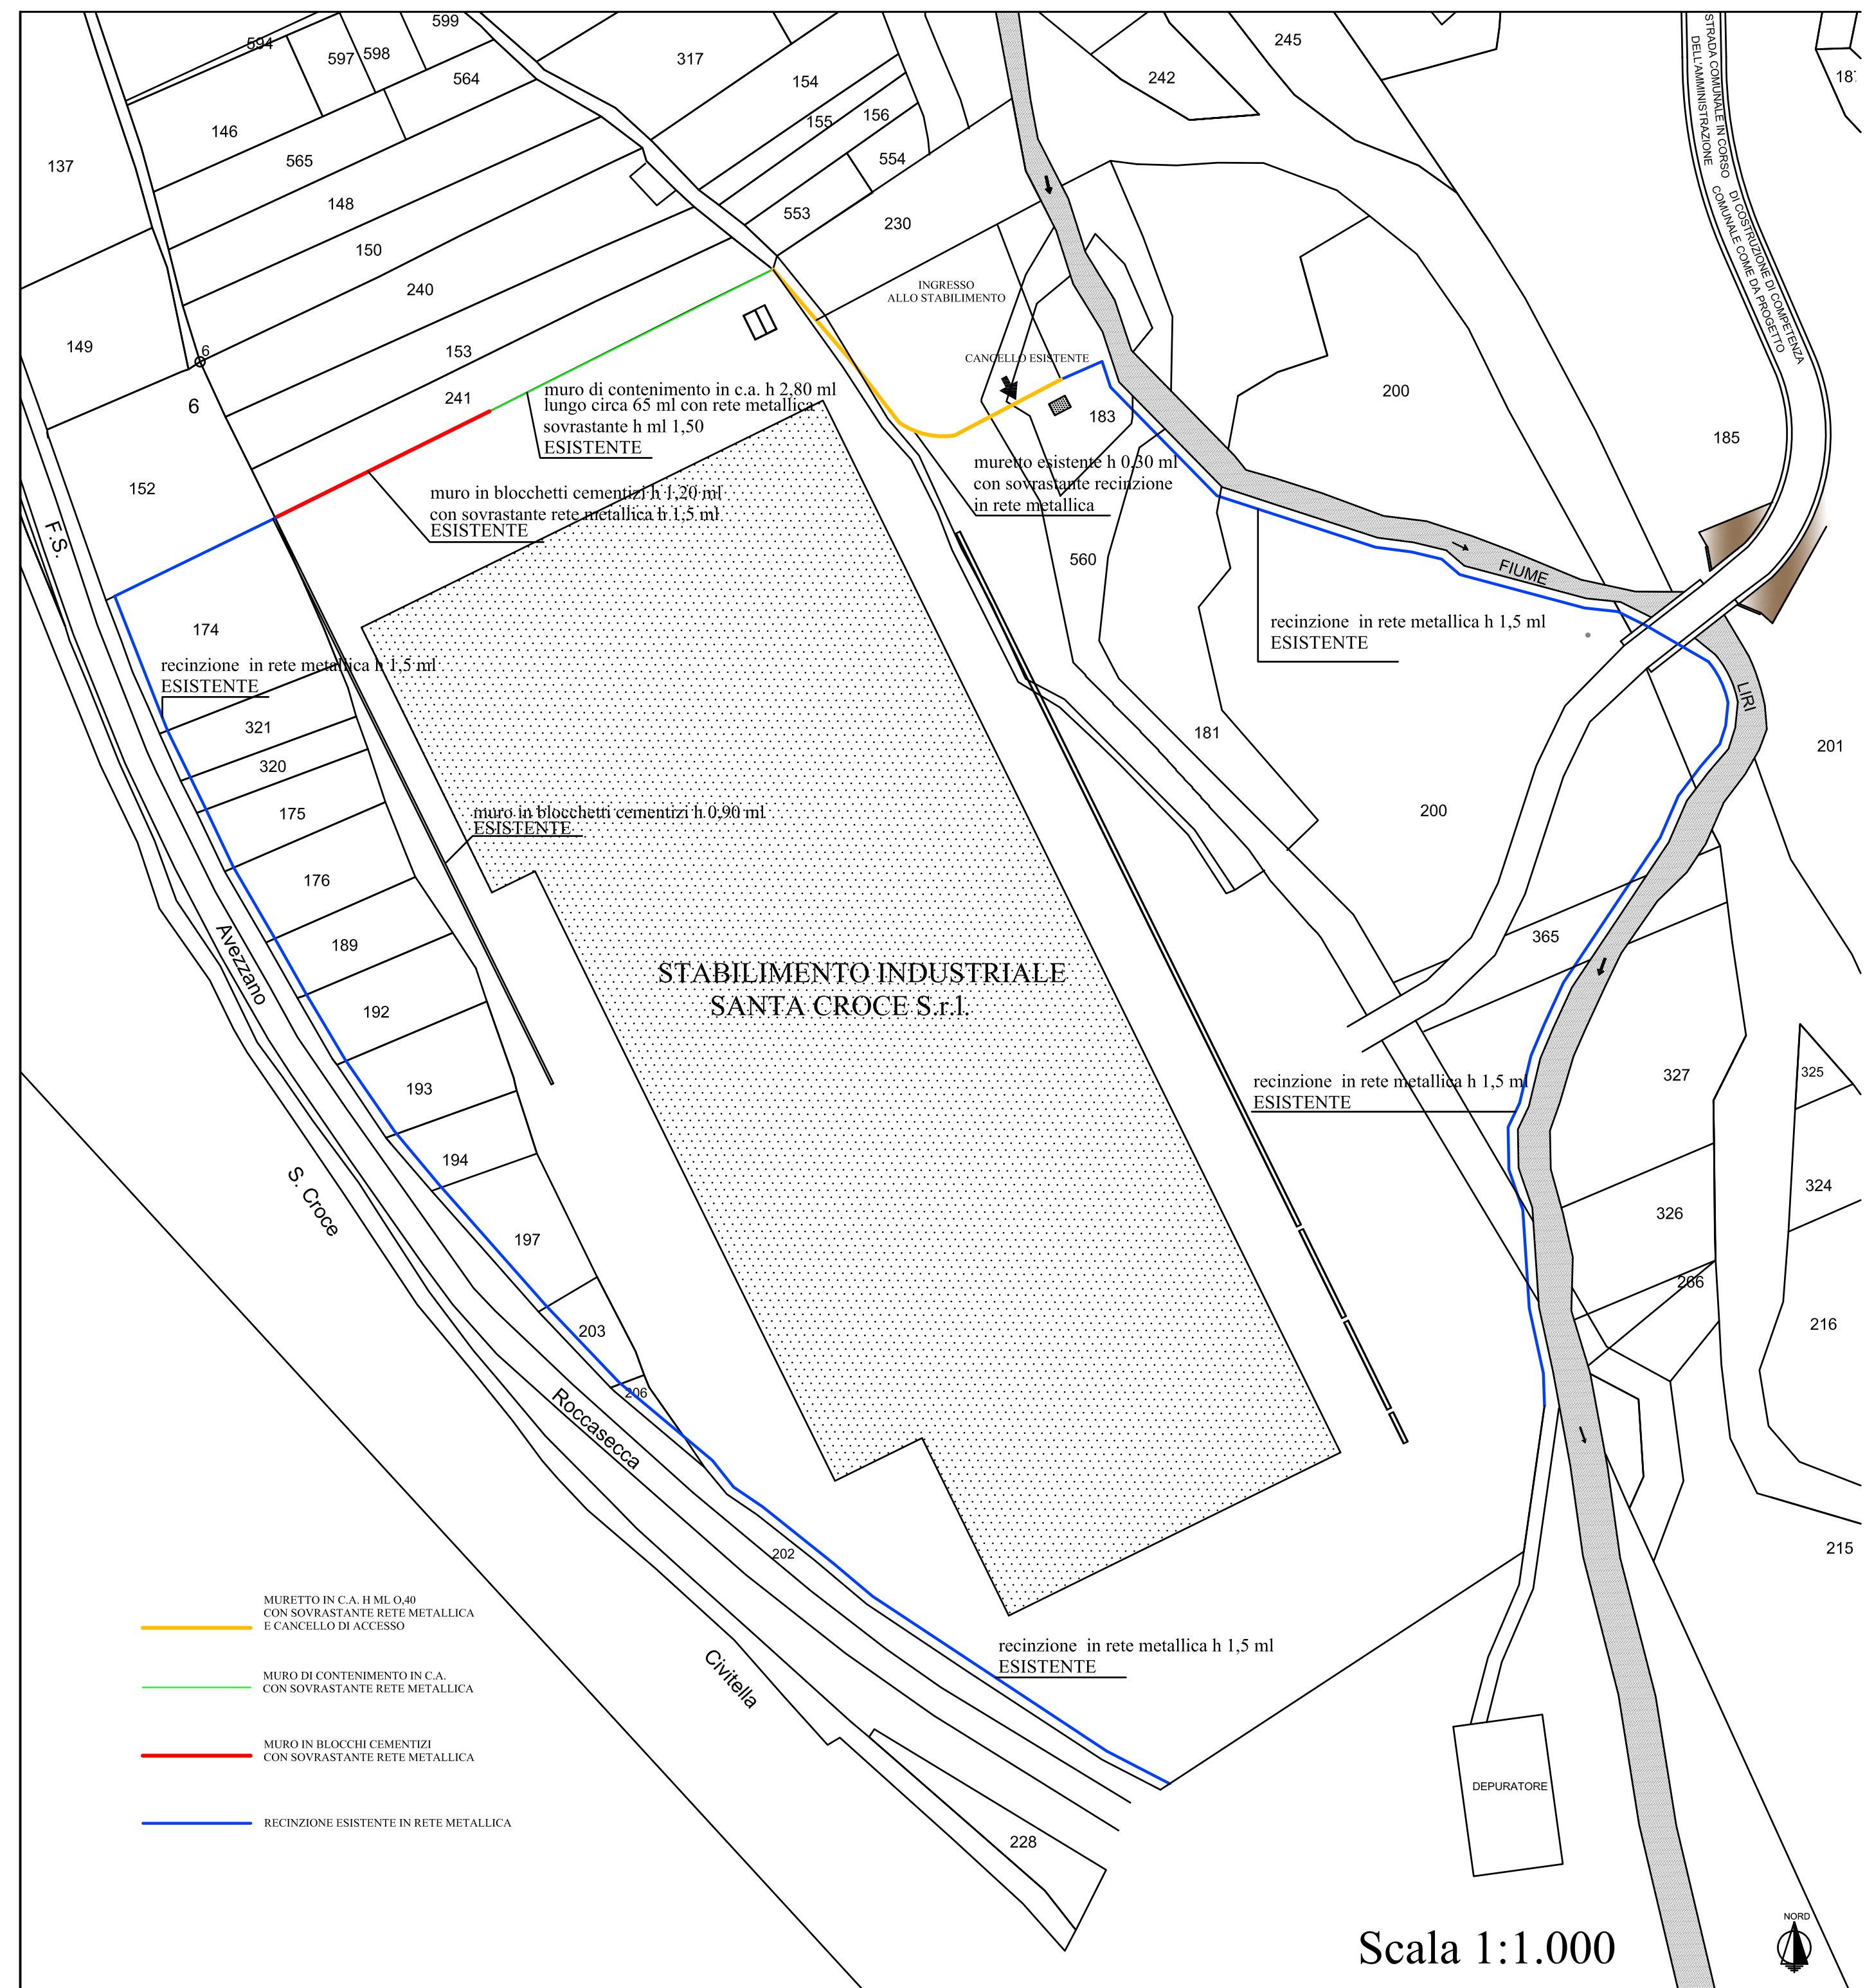 599
594
597
598
564
317
154
245
242
STRADA COMUNALE IN CORSO DI COSTRUZIONE DI COMPETENZA
DELL'AMMINISTRAZIONE COMUNALE COME DA PROGETTO
146
565
155
156
554
137
148
553
230
150
240
INGRESSO
ALLO STABILIMENTO
149
6
153
CANCELLO ESISTENTE
200
6
241
muro di contenimento in c.a. h 2,80 ml
lungo circa 65 ml con rete metallica
sovrastante h ml 1,50
ESISTENTE
183
185
152
muretto esistente h 0,30 ml
con sovrastante recinzione
in rete metallica
muro in blocchetti cementizi h 1,20 ml
con sovrastante rete metallica h 1,5 ml
ESISTENTE
F.S.
560
FIUME
174
recinzione in rete metallica h 1,5 ml
ESISTENTE
recinzione in rete metallica h 1,5 ml
ESISTENTE
LIRI
321
181
201
320
175
muro in blocchetti cementizi h 0,90 ml
ESISTENTE
200
176
189
365
Avezzano
STABILIMENTO INDUSTRIALE
SANTA CROCE S.r.l.
192
193
recinzione in rete metallica h 1,5 ml
ESISTENTE
327
325
194
324
S. Croce
326
197
266
203
216
206
Roccasecca
202
215
MURETTO IN C.A. H ML O,40
CON SOVRASTANTE RETE METALLICA
E CANCELLO DI ACCESSO
recinzione in rete metallica h 1,5 ml
ESISTENTE
Civitella
MURO DI CONTENIMENTO IN C.A.
CON SOVRASTANTE RETE METALLICA
MURO IN BLOCCHI CEMENTIZI
CON SOVRASTANTE RETE METALLICA
DEPURATORE
RECINZIONE ESISTENTE IN RETE METALLICA
228
NORD
Scala 1:1.000